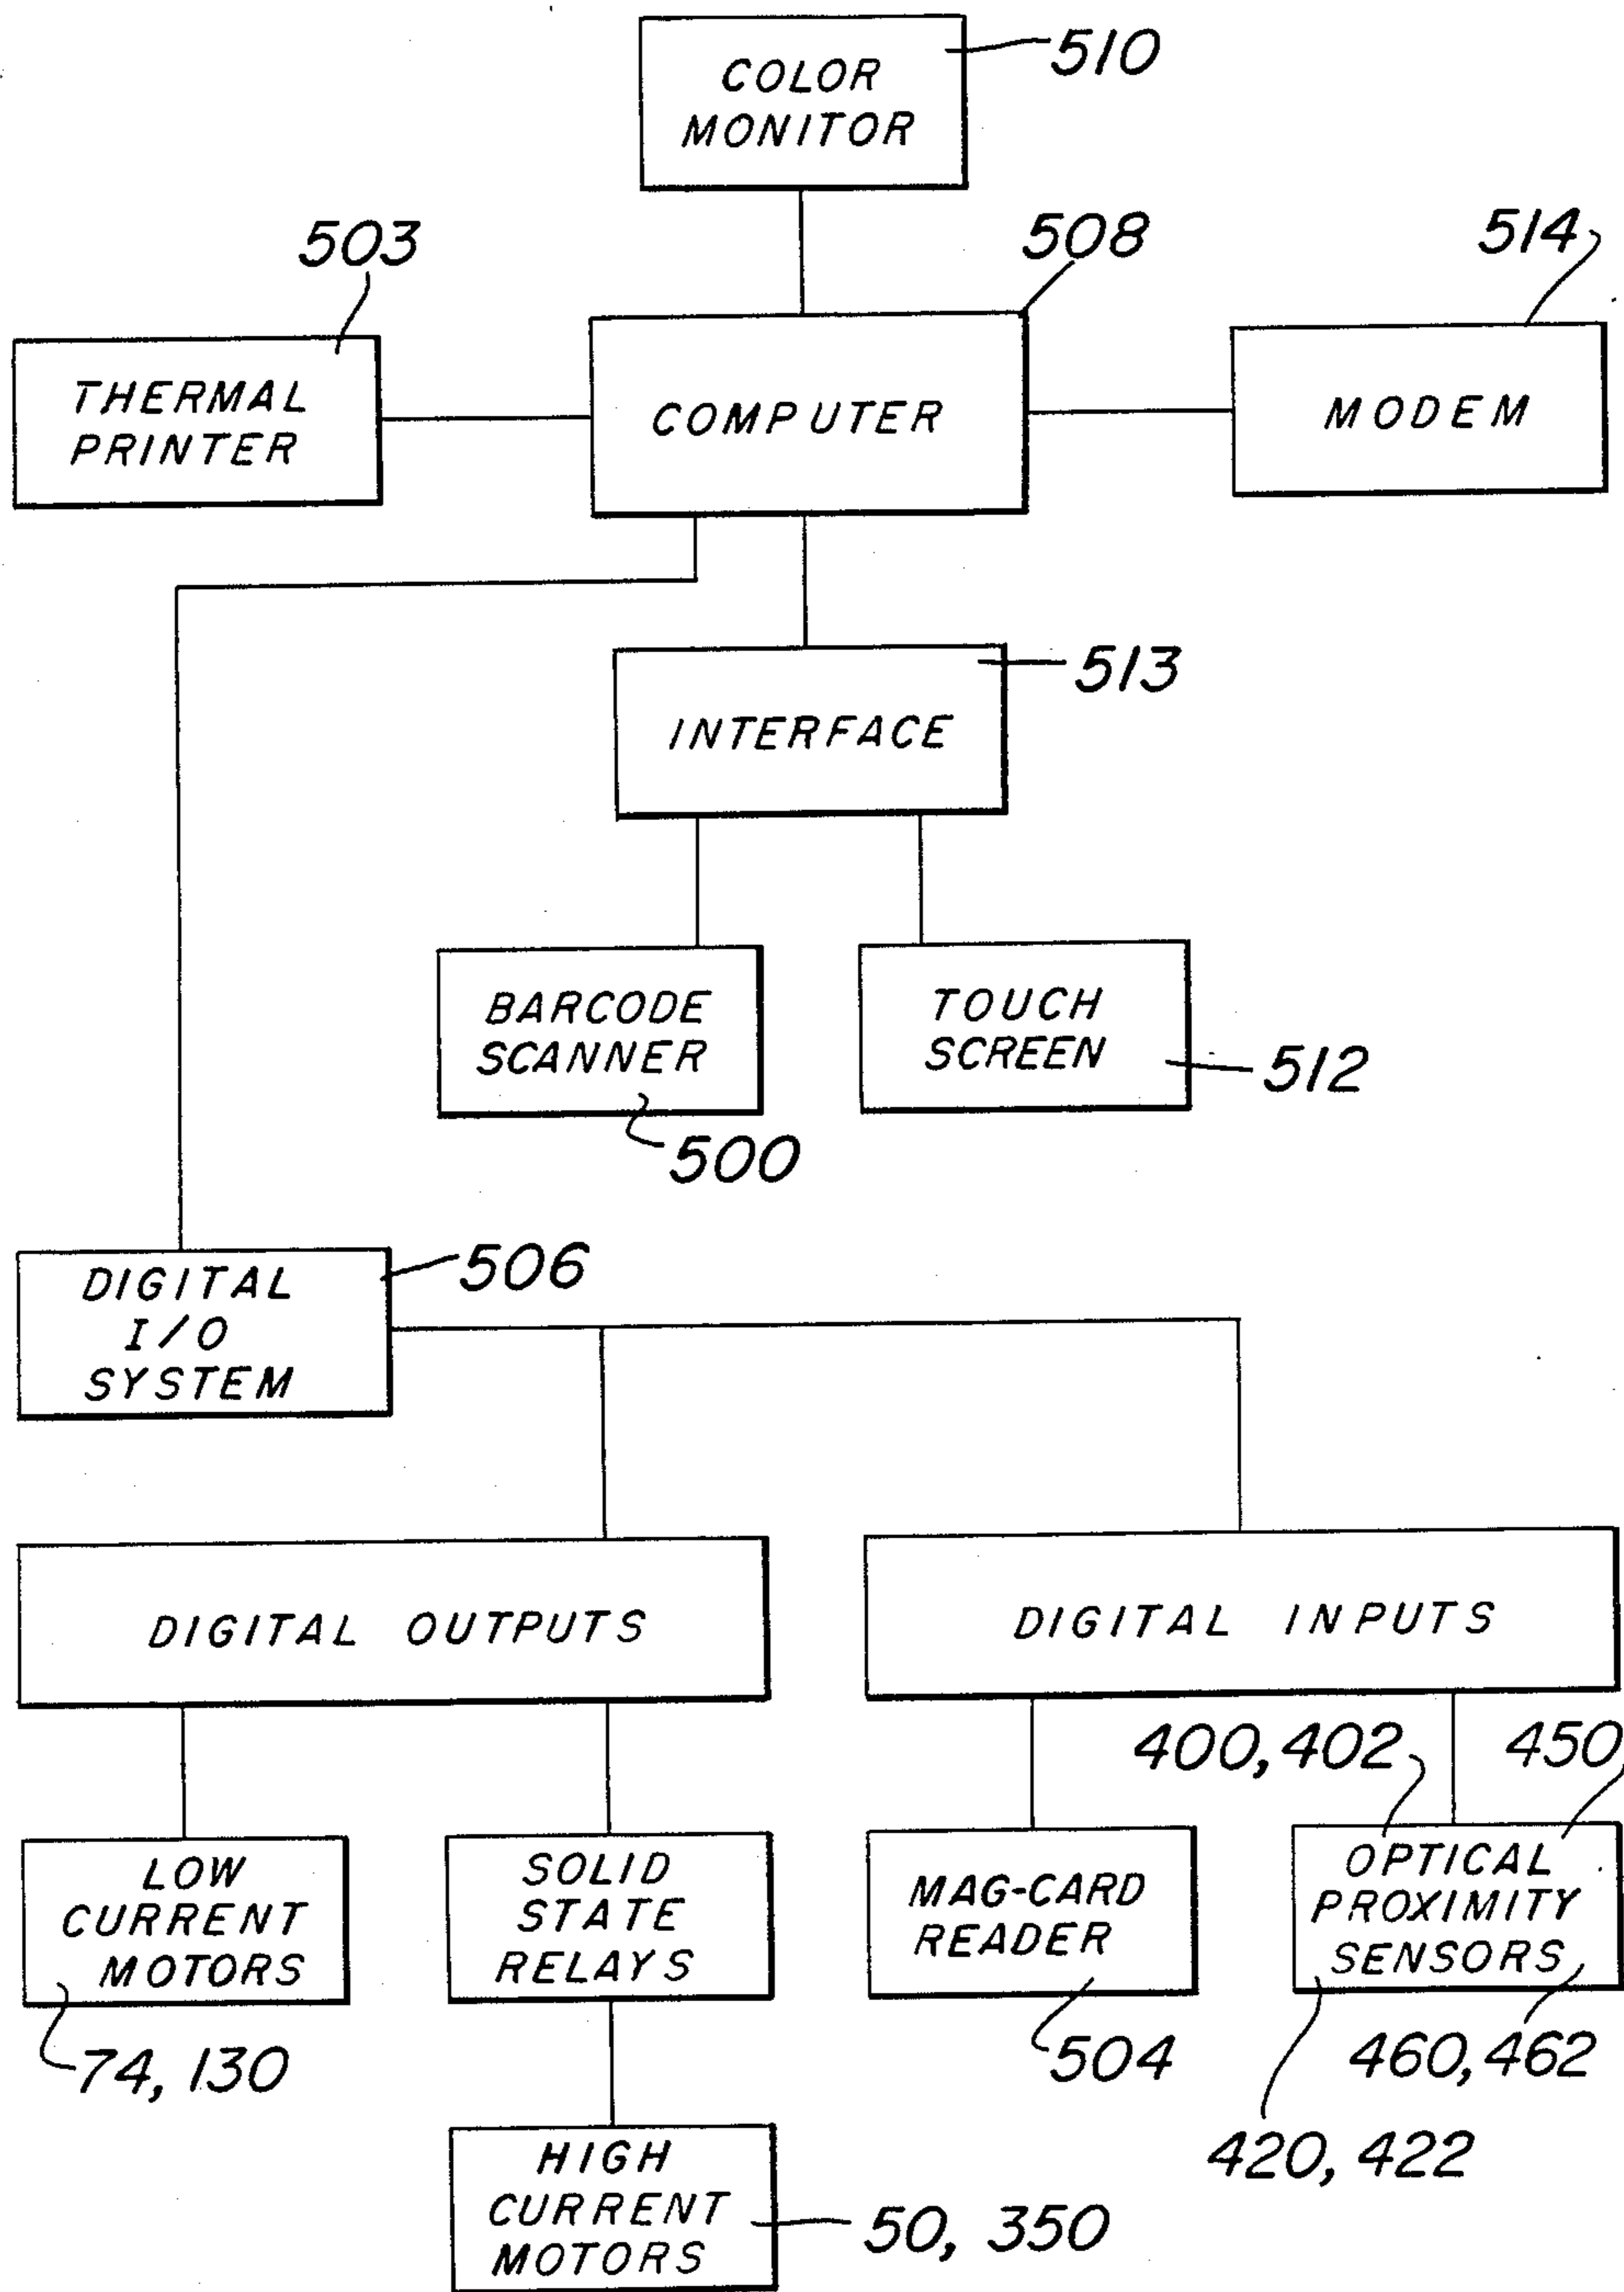 COLOR
MONITOR
510
503
508
514
THERMAL
PRINTER
COMPUTER
MODEM
INTERFACE
513
BARCODE
SCANNER
500
TOUCH
SCREEN
512
DIGITAL
I/O
SYSTEM
506
DIGITAL OUTPUTS
DIGITAL INPUTS
400, 402
450
LOW
CURRENT
MOTORS
74, 130
SOLID
STATE
RELAYS
MAG-CARD
READER
504
OPTICAL
PROXIMITY
SENSORS
460, 462
420, 422
HIGH
CURRENT
MOTORS
50, 350